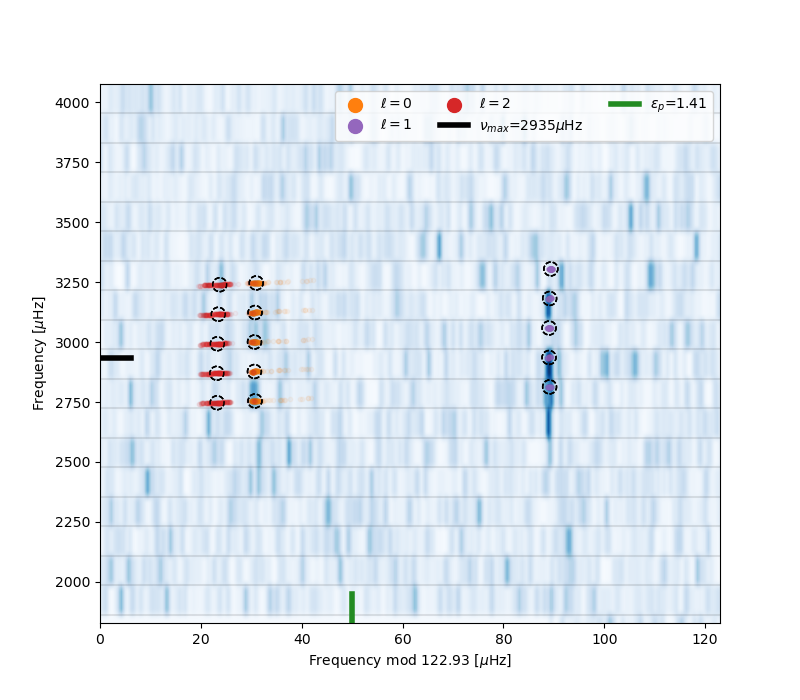 ℓ = 0 ℓ = 2 εₚ=1.41
ℓ = 1 ν_max=2935μHz
4000
3750
3500
3250
3000
2750
2500
2250
2000
Frequency [μHz]
0 20 40 60 80 100 120
Frequency mod 122.93 [μHz]